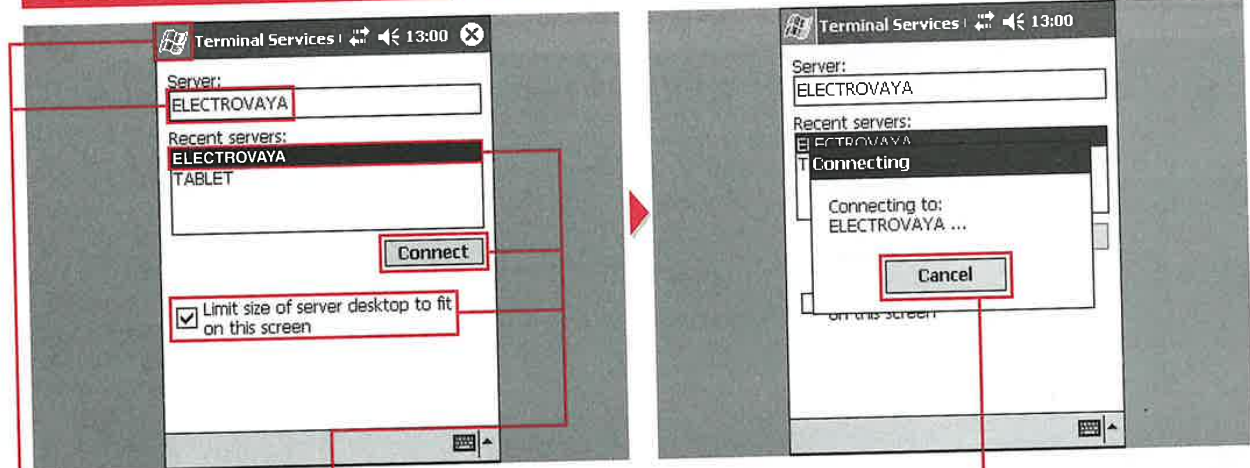 Terminal Services 13:00
Server:
ELECTROVAYA
Recent servers:
ELECTROVAYA
TABLET
Connect
Limit size of server desktop to fit
on this screen
Terminal Services 13:00
Server:
ELECTROVAYA
Recent servers:
ELECTROVAYA
T
Connecting
Connecting to:
ELECTROVAYA ...
Cancel
on this screen